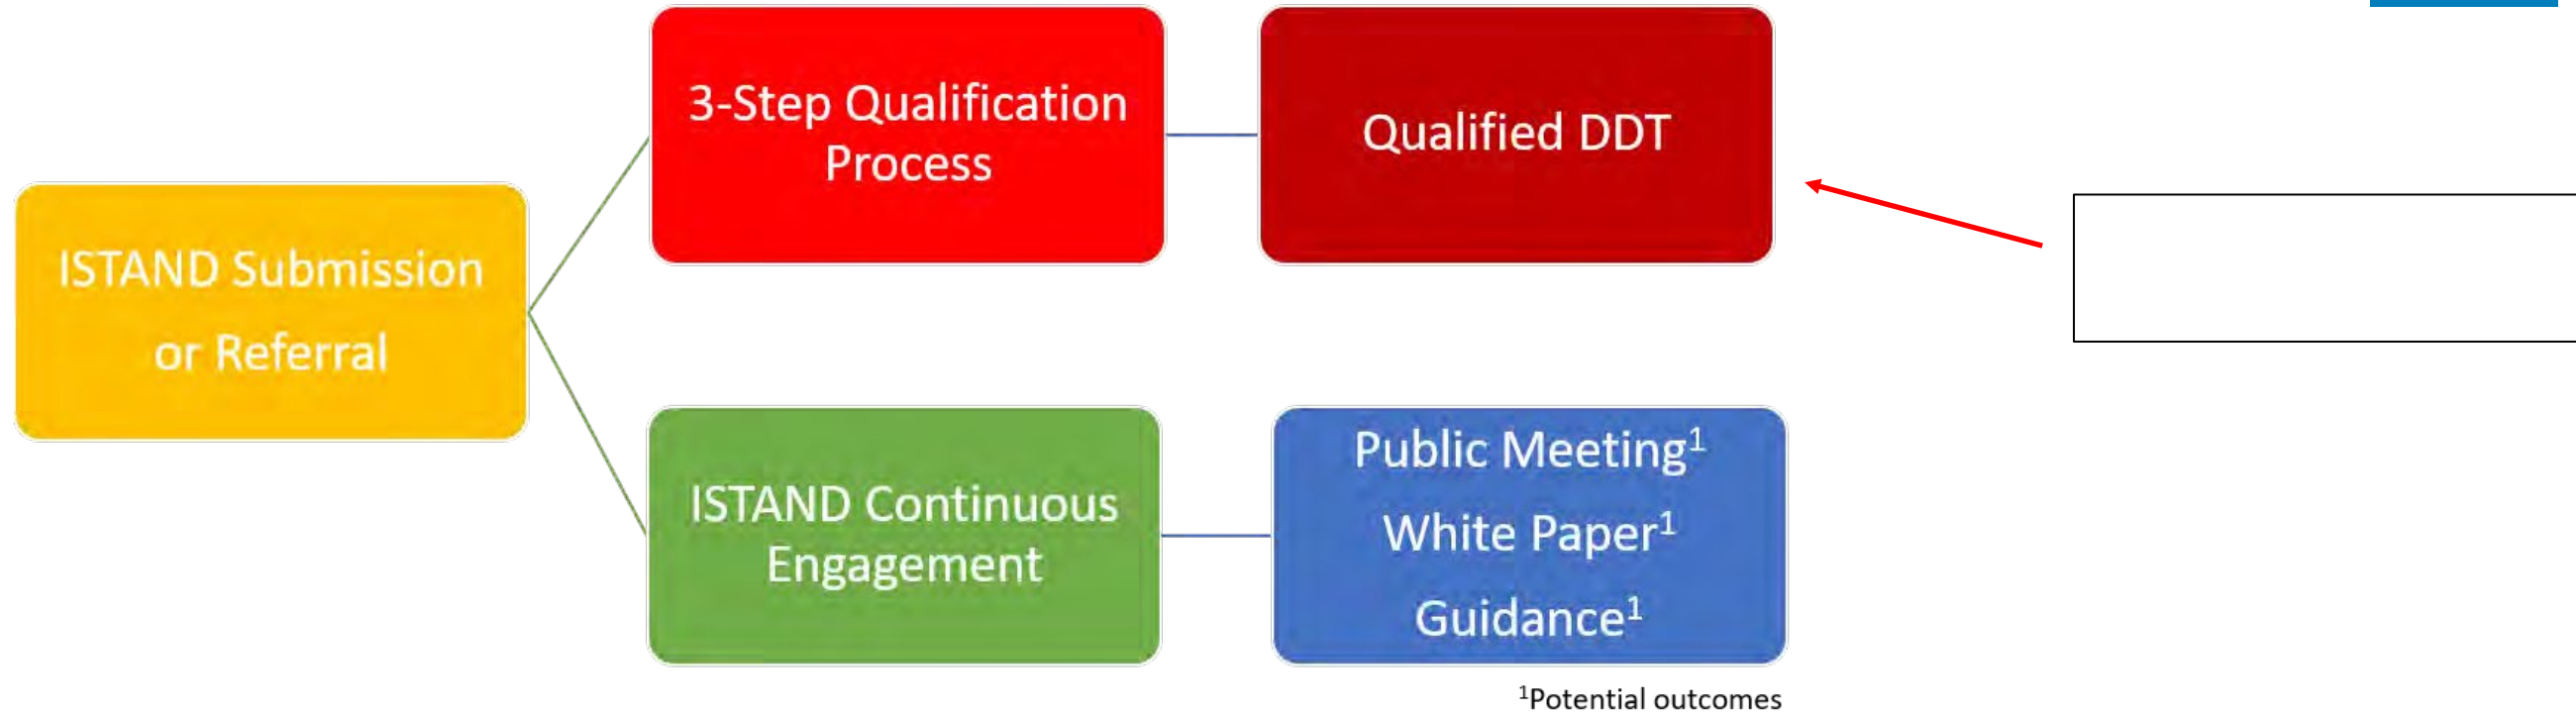 3-Step Qualification
Process
Qualified DDT
ISTAND Submission
or Referral
ISTAND Continuous
Engagement
Public Meeting¹
White Paper¹
Guidance¹
¹Potential outcomes